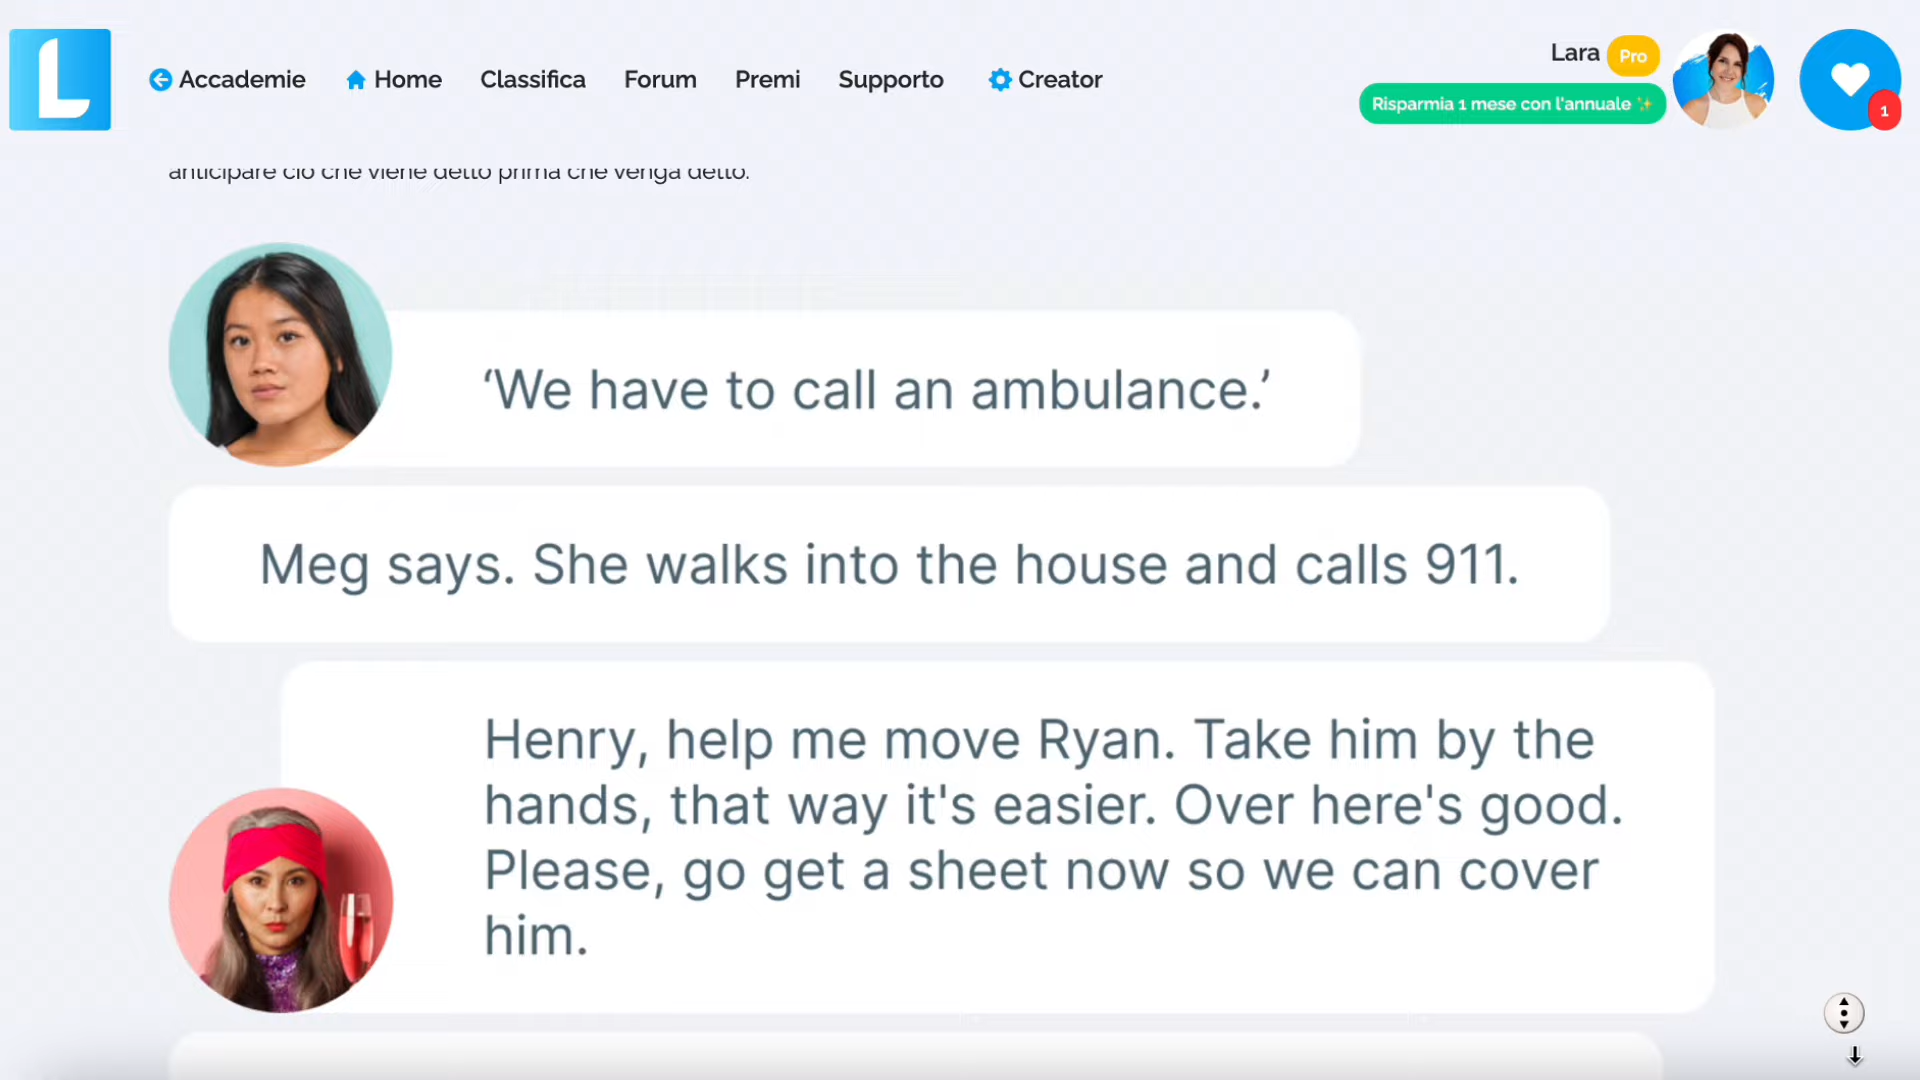 Accademie Home Classifica Forum Premi Supporto Creator
Lara Pro
Risparmia 1 mese con l'annuale
1
anticipare ciò che viene detto prima che venga detto.
‘We have to call an ambulance.’
Meg says. She walks into the house and calls 911.
Henry, help me move Ryan. Take him by the
hands, that way it's easier. Over here's good.
Please, go get a sheet now so we can cover
him.